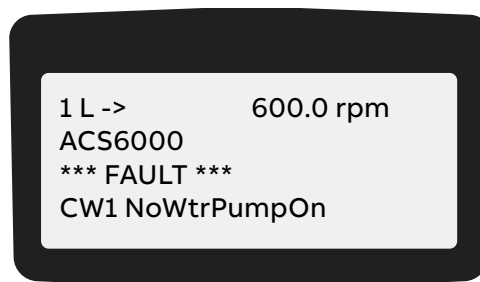 1 L -> 600.0 rpm
ACS6000
*** FAULT ***
CW1 NoWtrPumpOn